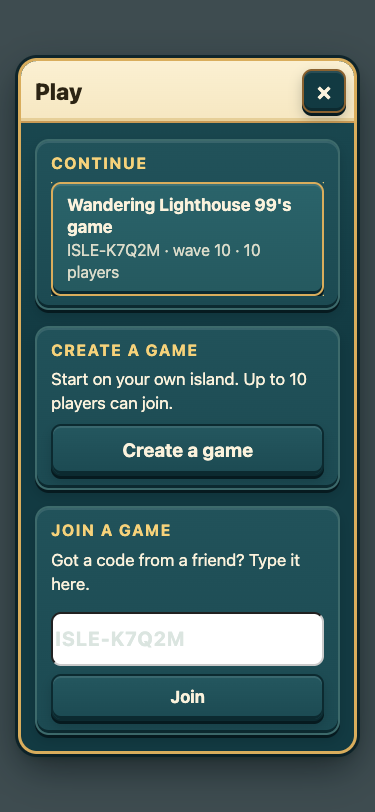 Play
×
CONTINUE
Wandering Lighthouse 99's
game
ISLE-K7Q2M · wave 10 · 10
players
CREATE A GAME
Start on your own island. Up to 10
players can join.
Create a game
JOIN A GAME
Got a code from a friend? Type it
here.
ISLE-K7Q2M
Join